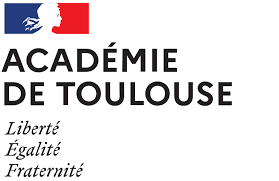 ACADÉMIE
DE TOULOUSE
Liberté
Égalité
Fraternité